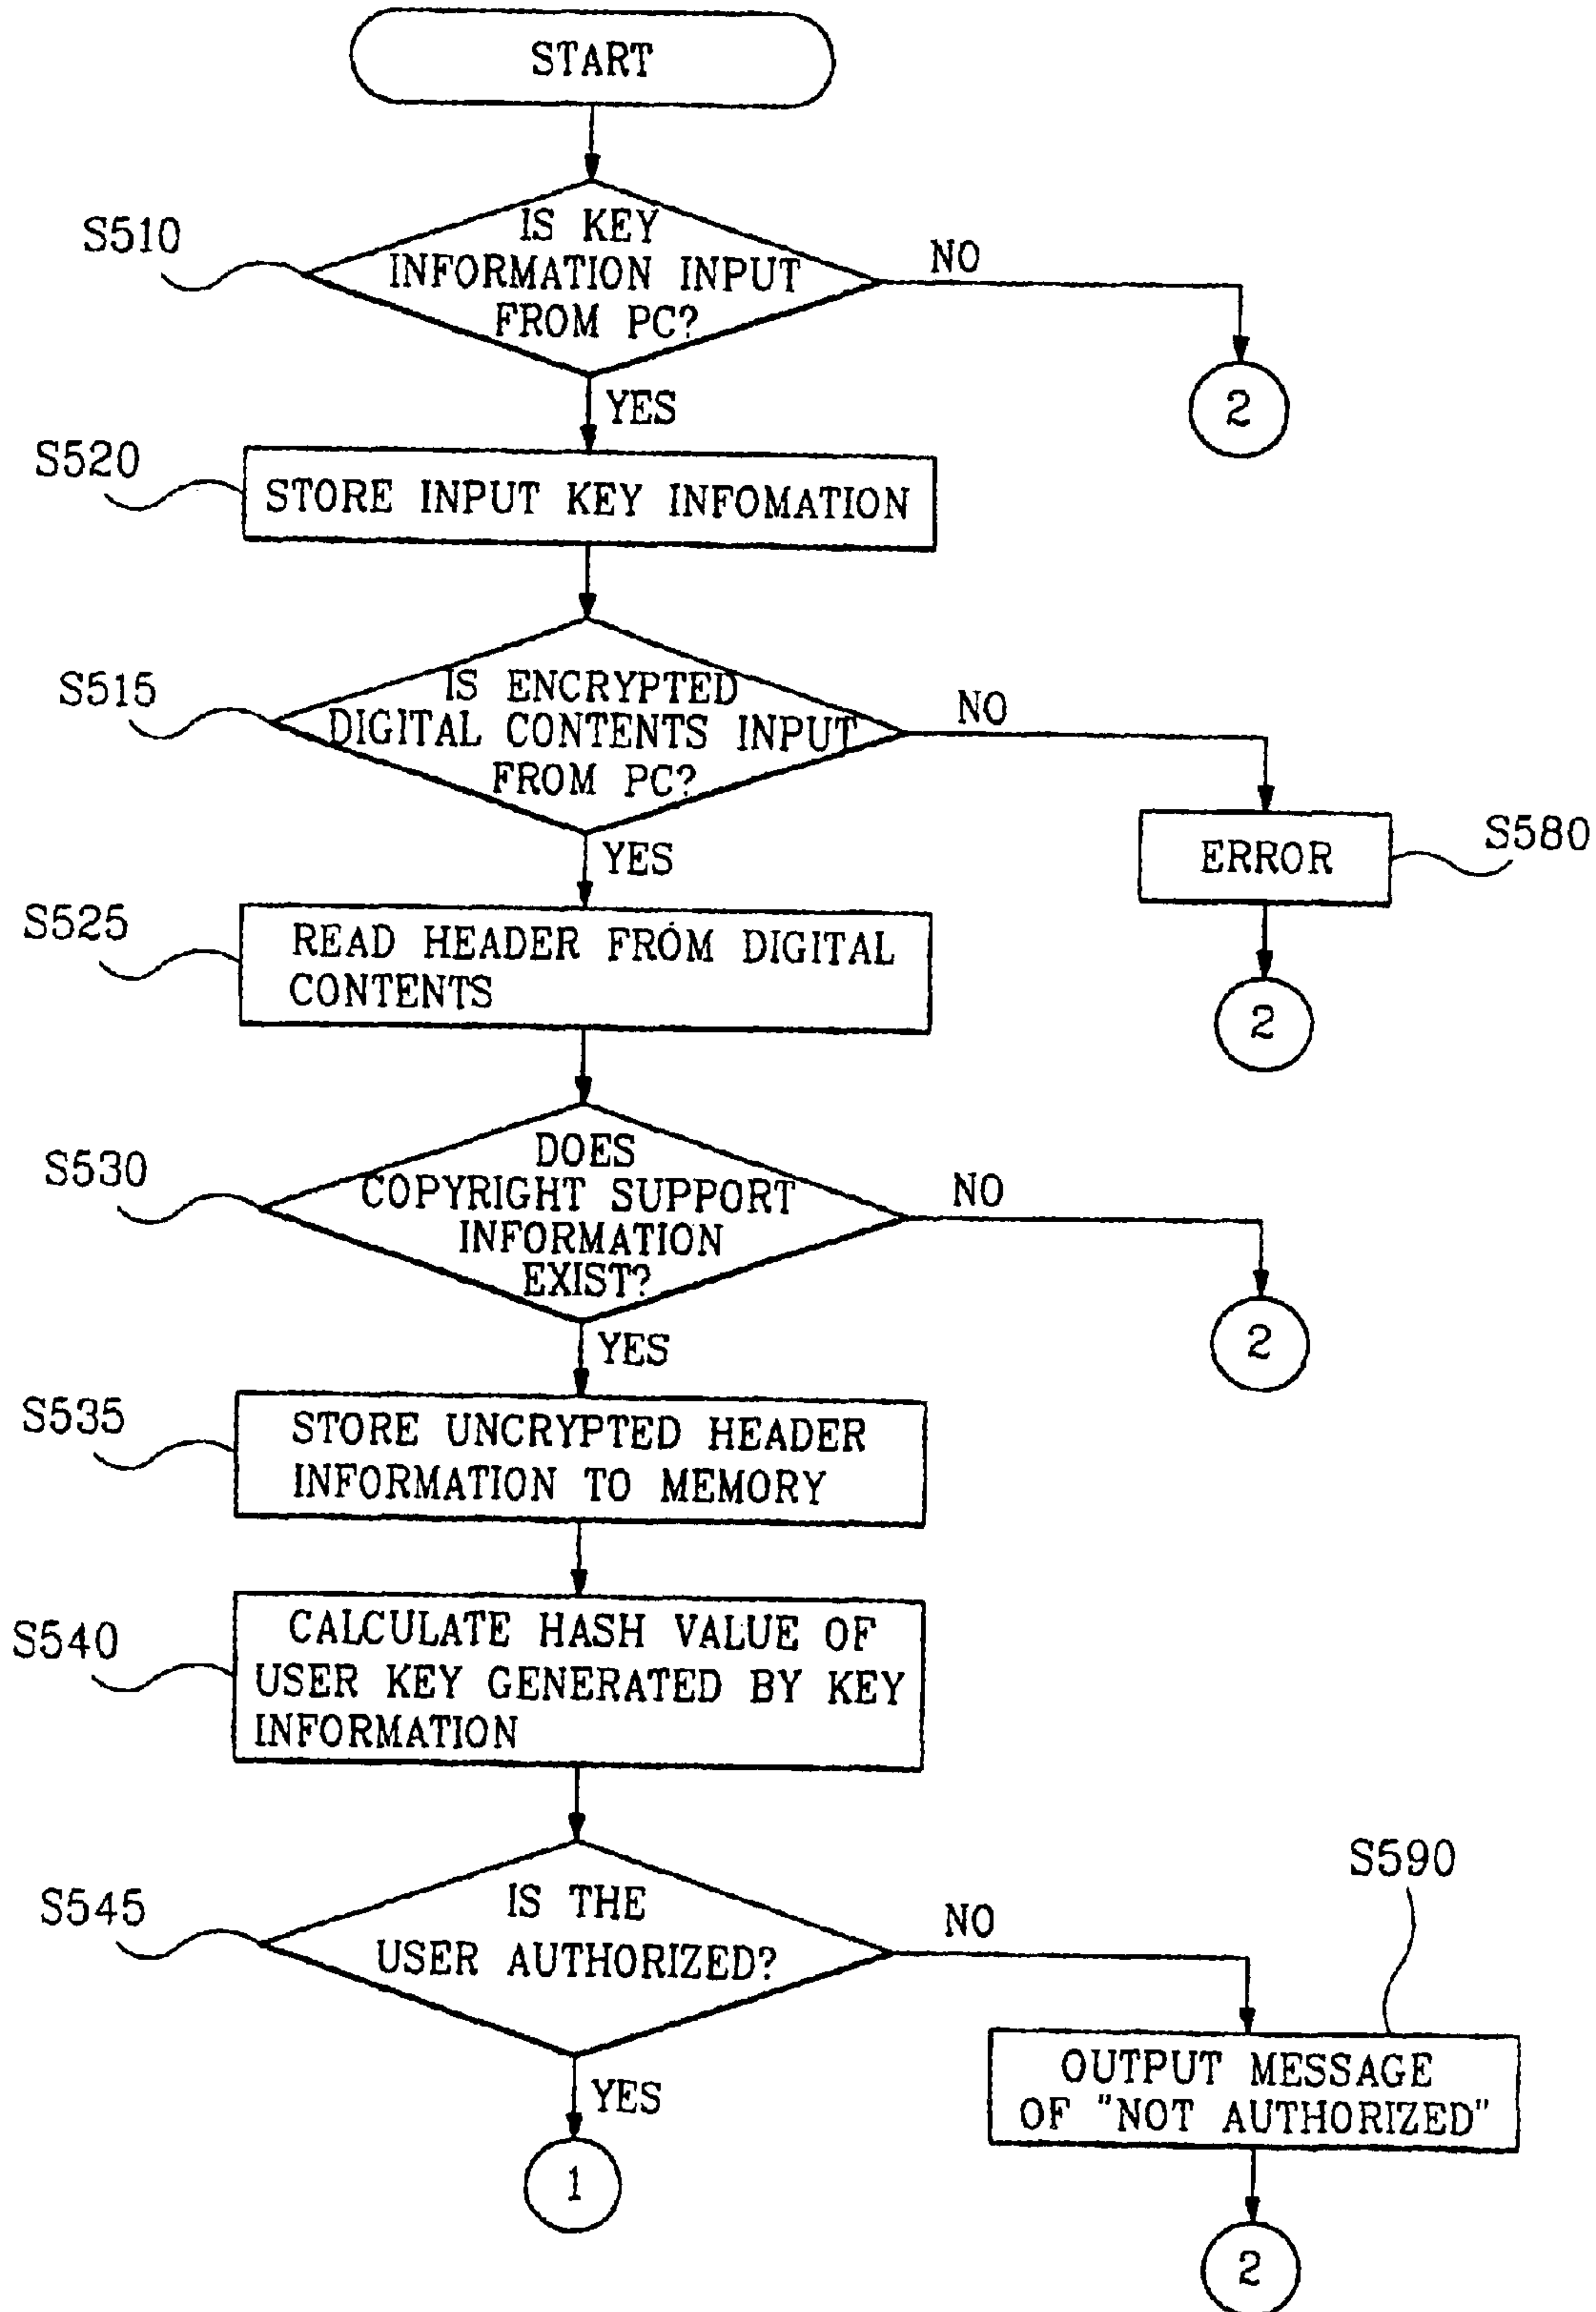 START
S510
IS KEY
INFORMATION INPUT
FROM PC?
NO
2
YES
S520
STORE INPUT KEY INFOMATION
S515
IS ENCRYPTED
DIGITAL CONTENTS INPUT
FROM PC?
NO
ERROR
S580
2
YES
S525
READ HEADER FROM DIGITAL
CONTENTS
S530
DOES
COPYRIGHT SUPPORT
INFORMATION
EXIST?
NO
2
YES
S535
STORE UNCRYPTED HEADER
INFORMATION TO MEMORY
S540
CALCULATE HASH VALUE OF
USER KEY GENERATED BY KEY
INFORMATION
S545
IS THE
USER AUTHORIZED?
NO
S590
OUTPUT MESSAGE
OF "NOT AUTHORIZED"
2
YES
1